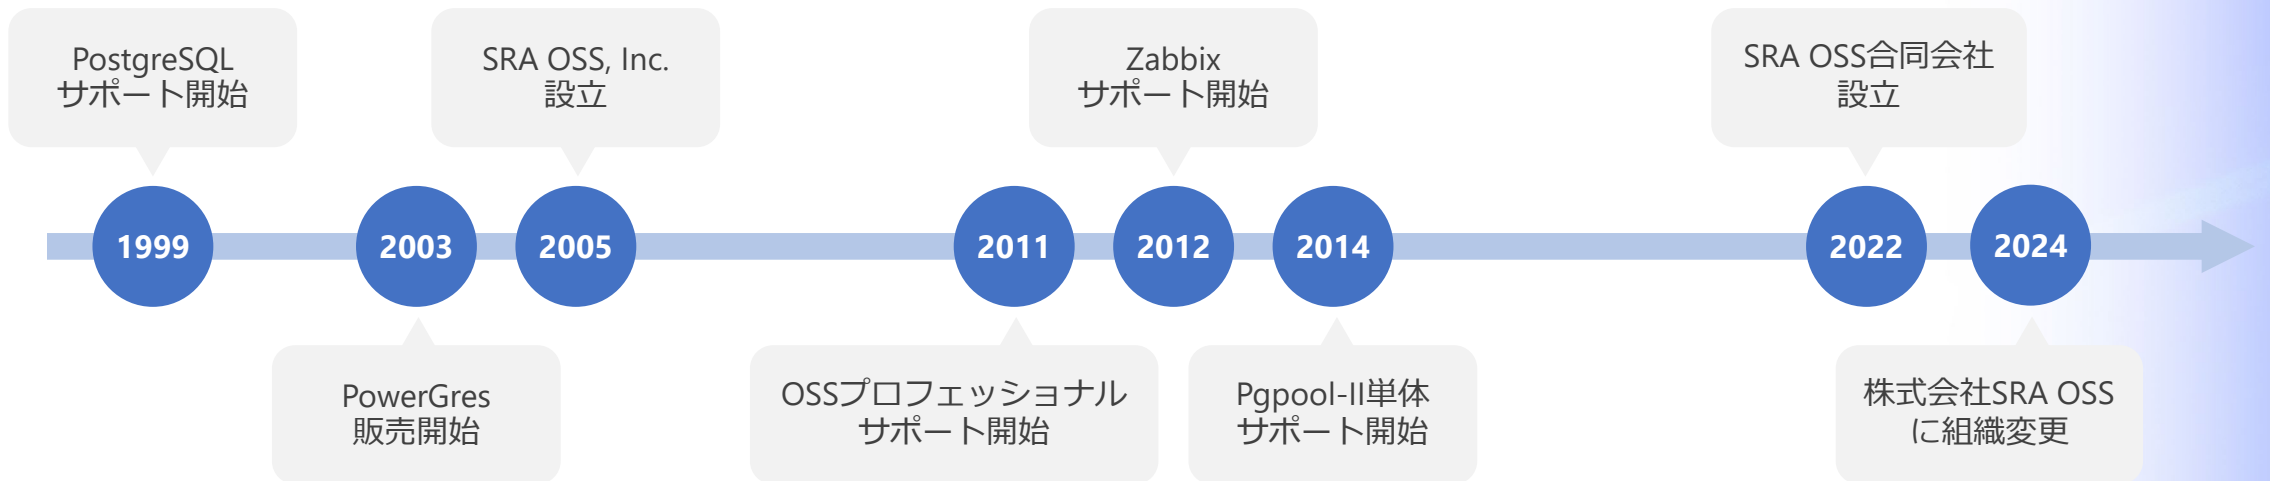 PostgreSQL
サポート開始
SRA OSS, Inc.
設立
Zabbix
サポート開始
SRA OSS合同会社
設立
1999
2003
2005
2011
2012
2014
2022
2024
PowerGres
販売開始
OSSプロフェッショナル
サポート開始
Pgpool-II単体
サポート開始
株式会社SRA OSS
に組織変更